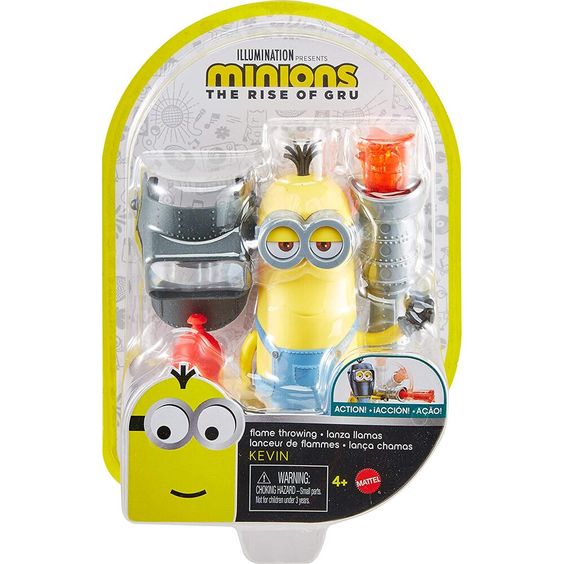 ILLUMINATION PRESENTS
minions
THE RISE OF GRU
ACTION! • ¡ACCIÓN! • AÇÃO!
flame throwing • lanza llamas
lanceur de flammes • lança chamas
KEVIN
WARNING:
CHOKING HAZARD – Small parts.
Not for children under 3 years.
4+
MATTEL